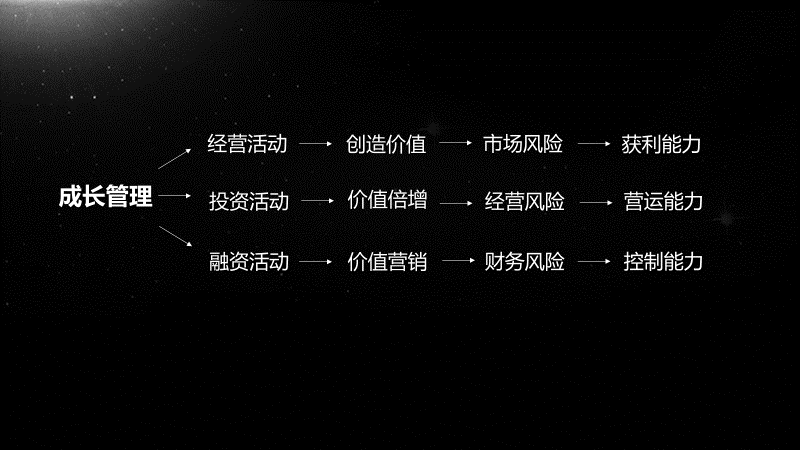 经营活动 → 创造价值 → 市场风险 → 获利能力
成长管理 → 投资活动 → 价值倍增 → 经营风险 → 营运能力
融资活动 → 价值营销 → 财务风险 → 控制能力